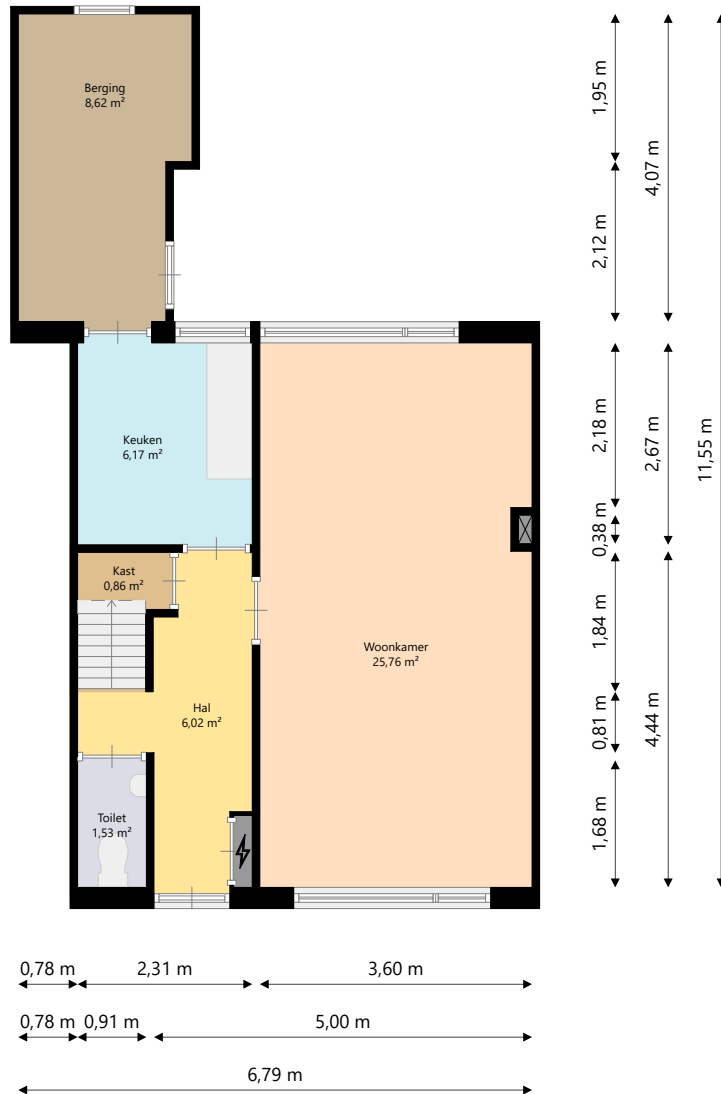 Berging
8,62 m²
Keuken
6,17 m²
Kast
0,86 m²
Woonkamer
25,76 m²
Hal
6,02 m²
Toilet
1,53 m²
1,95 m
4,07 m
2,12 m
2,18 m
2,67 m
11,55 m
0,38 m
1,84 m
0,81 m
4,44 m
1,68 m
0,78 m
2,31 m
3,60 m
0,78 m
0,91 m
5,00 m
6,79 m